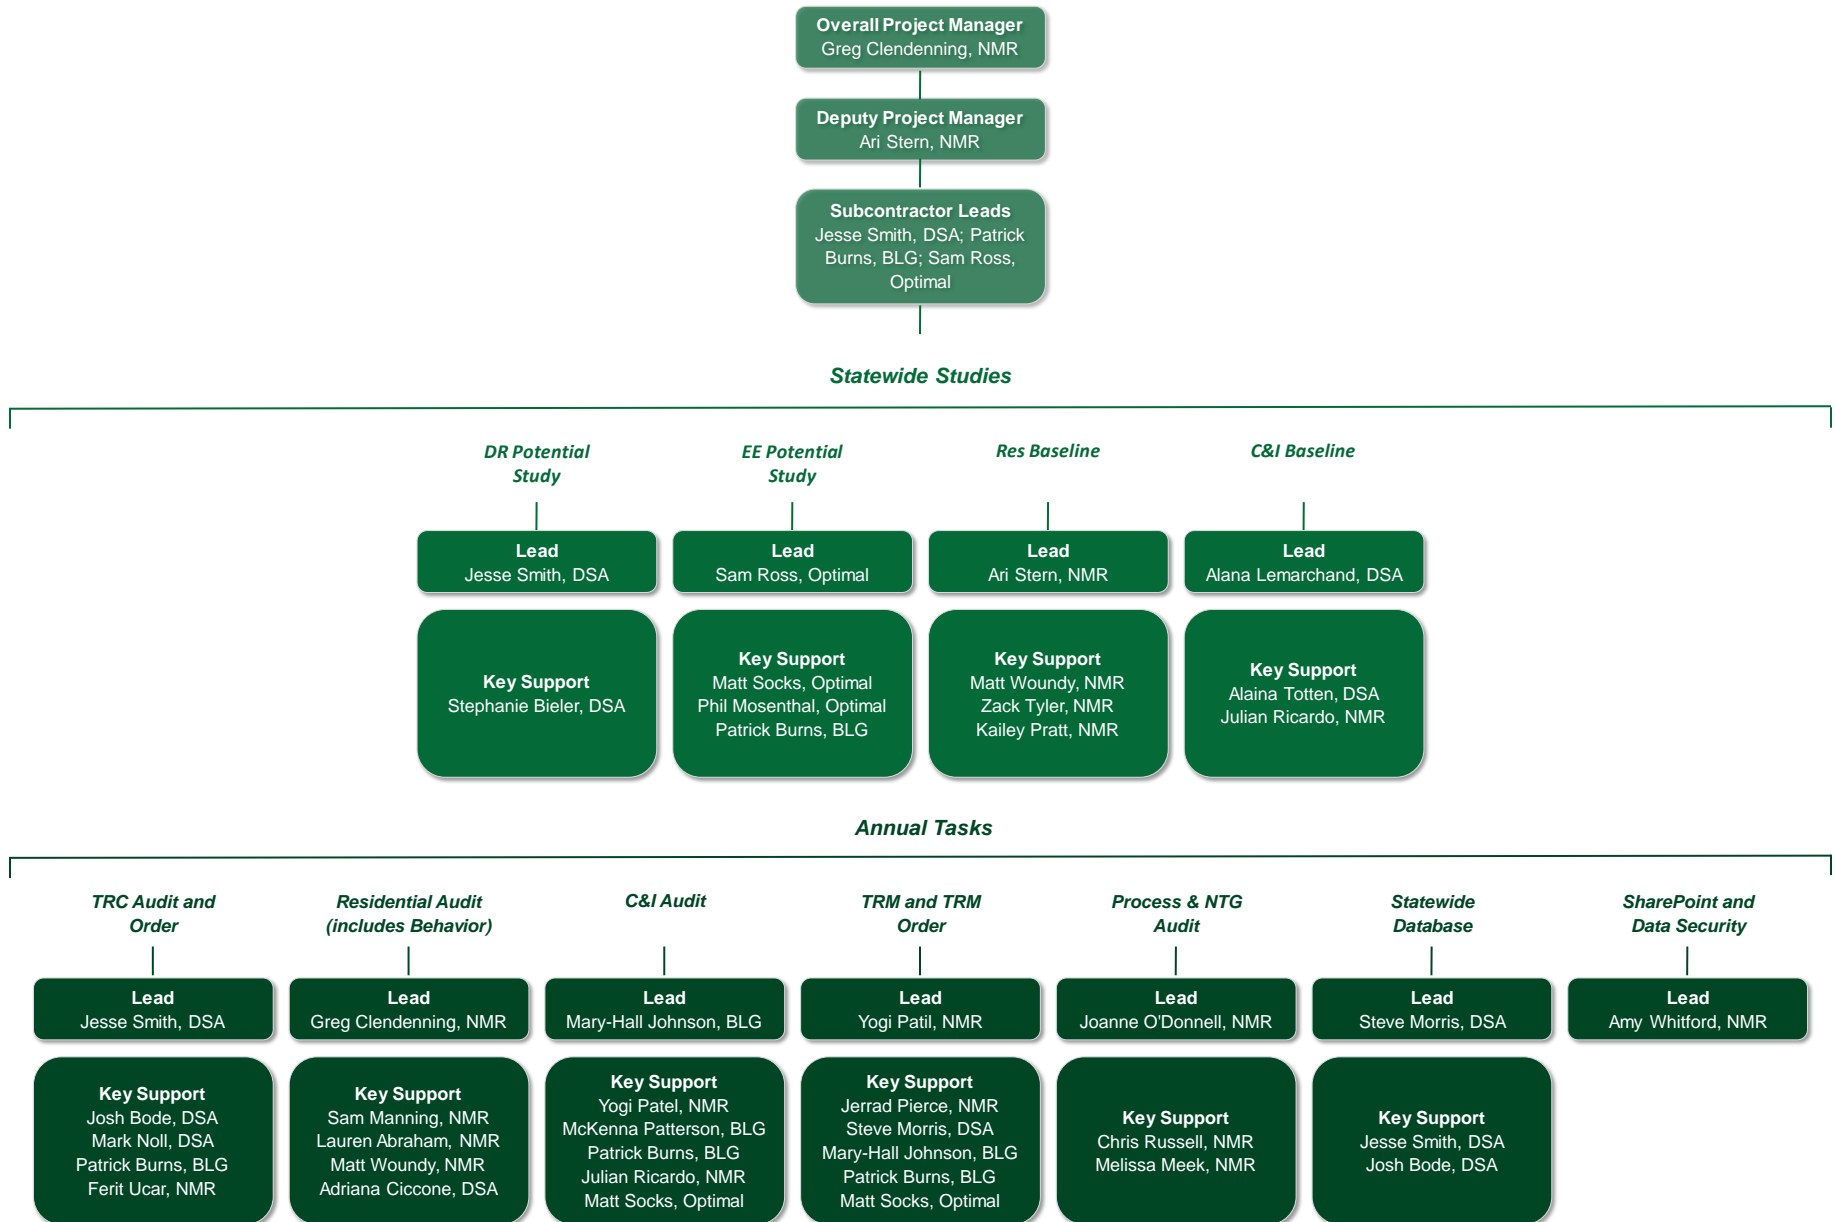 Overall Project Manager
Greg Clendenning, NMR
Deputy Project Manager
Ari Stern, NMR
Subcontractor Leads
Jesse Smith, DSA; Patrick
Burns, BLG; Sam Ross,
Optimal
Statewide Studies
DR Potential
Study
EE Potential
Study
Res Baseline
C&I Baseline
Lead
Jesse Smith, DSA
Lead
Sam Ross, Optimal
Lead
Ari Stern, NMR
Lead
Alana Lemarchand, DSA
Key Support
Stephanie Bieler, DSA
Key Support
Matt Socks, Optimal
Phil Mosenthal, Optimal
Patrick Burns, BLG
Key Support
Matt Woundy, NMR
Zack Tyler, NMR
Kailey Pratt, NMR
Key Support
Alaina Totten, DSA
Julian Ricardo, NMR
Annual Tasks
TRC Audit and
Order
Residential Audit
(includes Behavior)
C&I Audit
TRM and TRM
Order
Process & NTG
Audit
Statewide
Database
SharePoint and
Data Security
Lead
Jesse Smith, DSA
Lead
Greg Clendenning, NMR
Lead
Mary-Hall Johnson, BLG
Lead
Yogi Patil, NMR
Lead
Joanne O'Donnell, NMR
Lead
Steve Morris, DSA
Lead
Amy Whitford, NMR
Key Support
Josh Bode, DSA
Mark Noll, DSA
Patrick Burns, BLG
Ferit Ucar, NMR
Key Support
Sam Manning, NMR
Lauren Abraham, NMR
Matt Woundy, NMR
Adriana Ciccone, DSA
Key Support
Yogi Patel, NMR
McKenna Patterson, BLG
Patrick Burns, BLG
Julian Ricardo, NMR
Matt Socks, Optimal
Key Support
Jerrad Pierce, NMR
Steve Morris, DSA
Mary-Hall Johnson, BLG
Patrick Burns, BLG
Matt Socks, Optimal
Key Support
Chris Russell, NMR
Melissa Meek, NMR
Key Support
Jesse Smith, DSA
Josh Bode, DSA